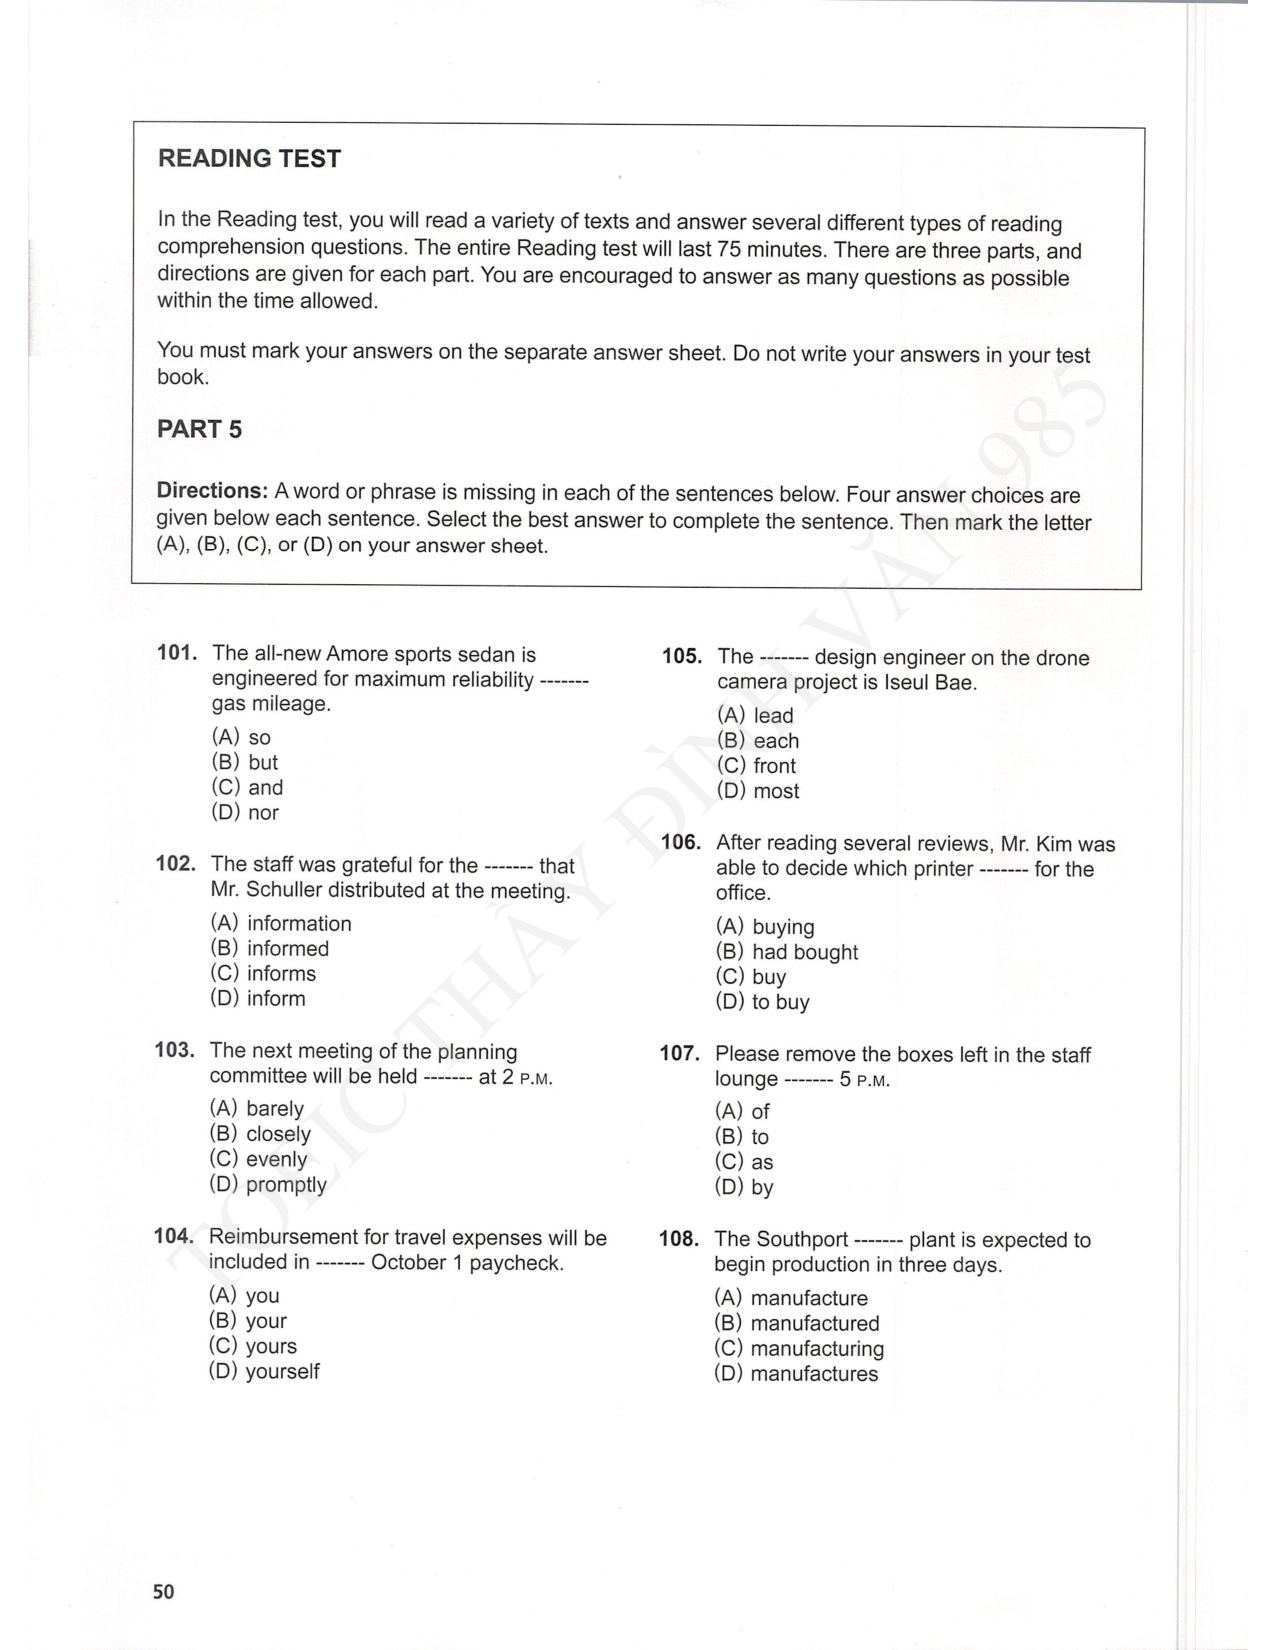 READING TEST
In the Reading test, you will read a variety of texts and answer several different types of reading
comprehension questions. The entire Reading test will last 75 minutes. There are three parts, and
directions are given for each part. You are encouraged to answer as many questions as possible
within the time allowed.
You must mark your answers on the separate answer sheet. Do not write your answers in your test
book.
PART 5
Directions: A word or phrase is missing in each of the sentences below. Four answer choices are
given below each sentence. Select the best answer to complete the sentence. Then mark the letter
(A), (B), (C), or (D) on your answer sheet.
101. The all-new Amore sports sedan is
engineered for maximum reliability -------
gas mileage.
(A) so
(B) but
(C) and
(D) nor
102. The staff was grateful for the ------- that
Mr. Schuller distributed at the meeting.
(A) information
(B) informed
(C) informs
(D) inform
103. The next meeting of the planning
committee will be held ------- at 2 P.M.
(A) barely
(B) closely
(C) evenly
(D) promptly
104. Reimbursement for travel expenses will be
included in ------- October 1 paycheck.
(A) you
(B) your
(C) yours
(D) yourself
105. The ------- design engineer on the drone
camera project is Iseul Bae.
(A) lead
(B) each
(C) front
(D) most
106. After reading several reviews, Mr. Kim was
able to decide which printer ------- for the
office.
(A) buying
(B) had bought
(C) buy
(D) to buy
107. Please remove the boxes left in the staff
lounge ------- 5 P.M.
(A) of
(B) to
(C) as
(D) by
108. The Southport ------- plant is expected to
begin production in three days.
(A) manufacture
(B) manufactured
(C) manufacturing
(D) manufactures
50
TOEIC THẦY ĐÌNH VĂN 985